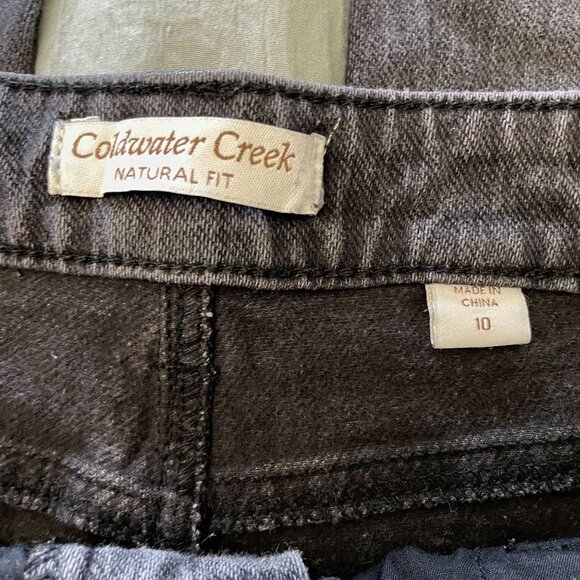 Coldwater Creek
NATURAL FIT
MADE IN
CHINA
10